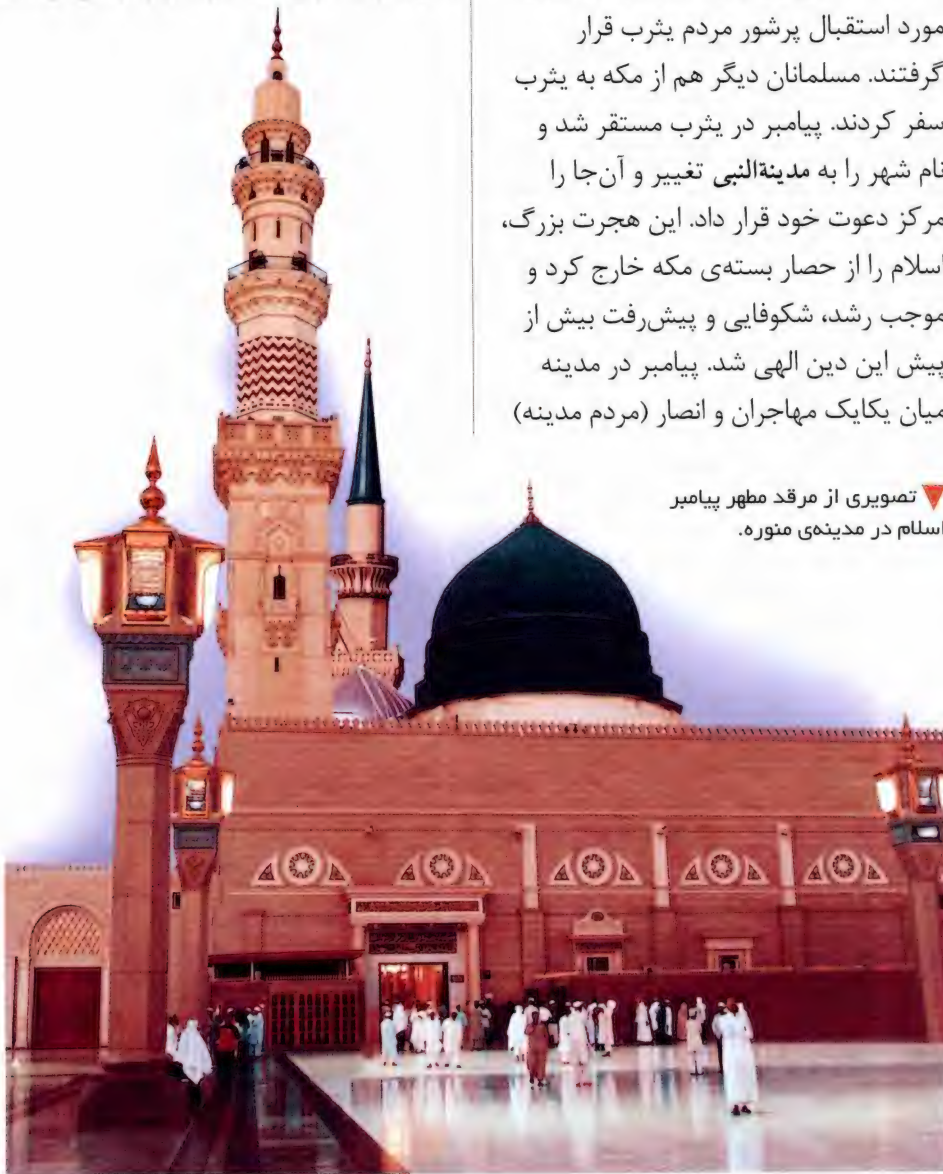 مورد استقبال پرشور مردم یثرب قرار
گرفتند. مسلمانان دیگر هم از مکه به یثرب
سفر کردند. پیامبر در یثرب مستقر شد و
نام شهر را به مدینةالنبی تغییر و آن‌جا را
مرکز دعوت خود قرار داد. این هجرت بزرگ،
اسلام را از حصار بسته‌ی مکه خارج کرد و
موجب رشد، شکوفایی و پیش‌رفت بیش از
پیش این دین الهی شد. پیامبر در مدینه
میان یکایک مهاجران و انصار (مردم مدینه)
تصویری از مرقد مطهر پیامبر
اسلام در مدینه‌ی منوره.